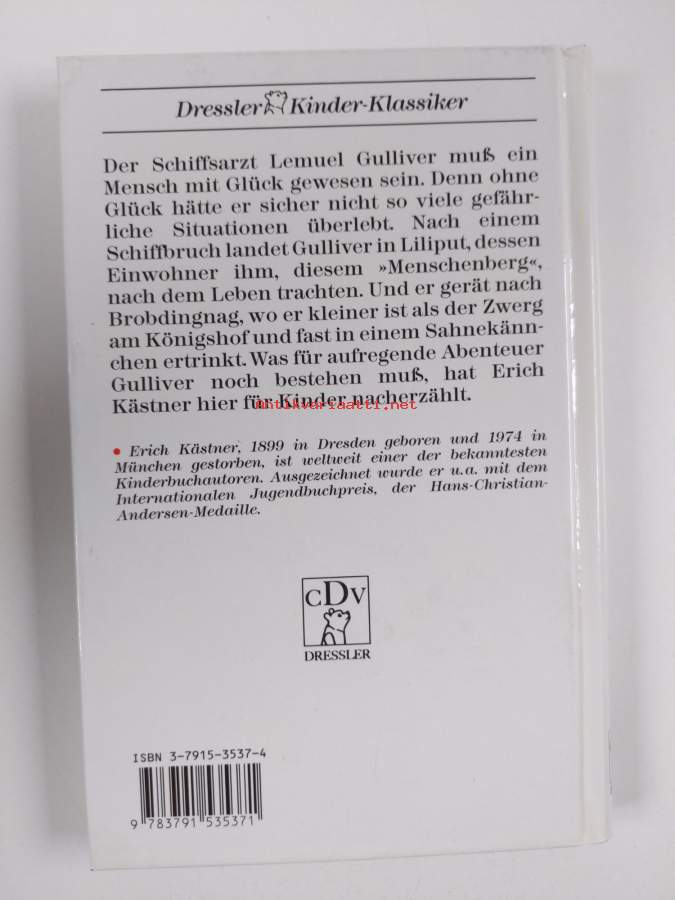 Dressler Kinder-Klassiker
Der Schiffsarzt Lemuel Gulliver muß ein
Mensch mit Glück gewesen sein. Denn ohne
Glück hätte er sicher nicht so viele gefähr-
liche Situationen überlebt. Nach einem
Schiffbruch landet Gulliver in Liliput, dessen
Einwohner ihm, diesem »Menschenberg«,
nach dem Leben trachten. Und er gerät nach
Brobdingnag, wo er kleiner ist als der Zwerg
am Königshof und fast in einem Sahnekänn-
chen ertrinkt. Was für aufregende Abenteuer
Gulliver noch bestehen muß, hat Erich
Kästner hier für Kinder nacherzählt.
Antikvariaatti.net
• Erich Kästner, 1899 in Dresden geboren und 1974 in
München gestorben, ist weltweit einer der bekanntesten
Kinderbuchautoren. Ausgezeichnet wurde er u.a. mit dem
Internationalen Jugendbuchpreis, der Hans-Christian-
Andersen-Medaille.
CDV
DRESSLER
ISBN 3-7915-3537-4
9 783791 535371